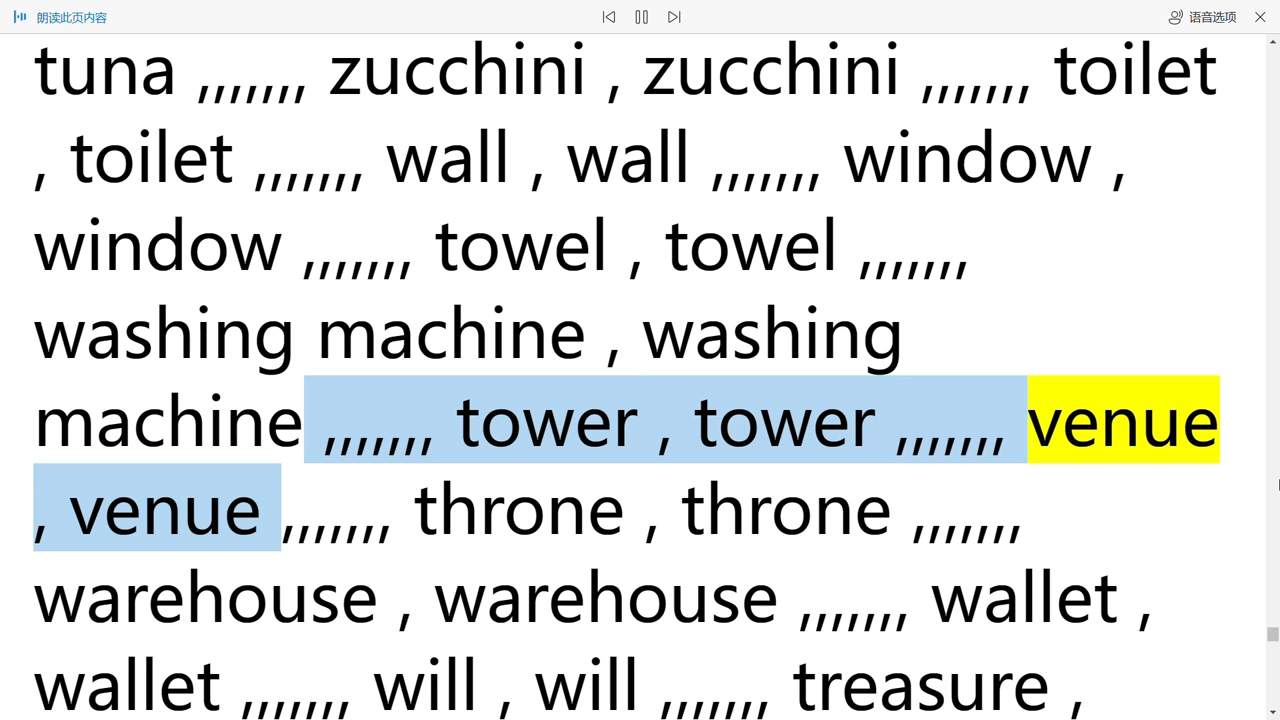 朗读此页内容
语音选项
tuna ,,,,,,, zucchini , zucchini ,,,,,,, toilet
, toilet ,,,,,,, wall , wall ,,,,,,, window ,
window ,,,,,,, towel , towel ,,,,,,,
washing machine , washing
machine ,,,,,,, tower , tower ,,,,,,, venue
, venue ,,,,,,, throne , throne ,,,,,,,
warehouse , warehouse ,,,,,,, wallet ,
wallet ,,,,,,, will , will ,,,,,,, treasure ,